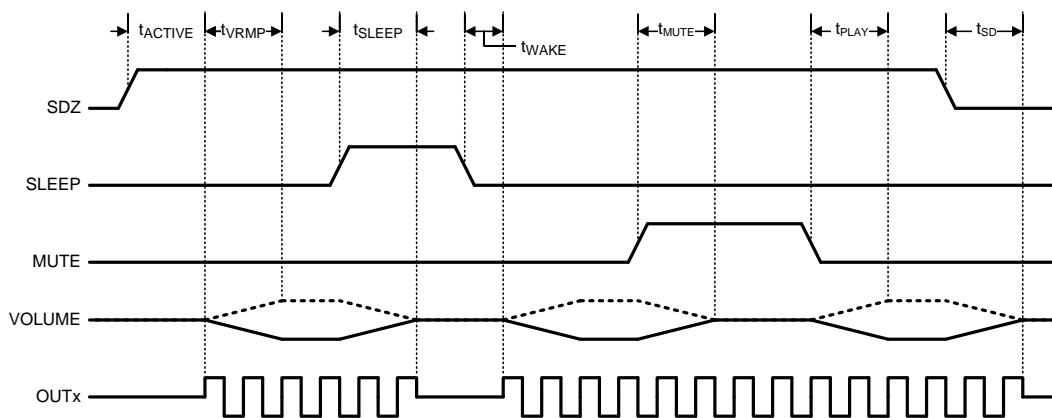 tACTIVE tVRMP tSLEEP tWAKE tMUTE tPLAY tSD
SDZ
SLEEP
MUTE
VOLUME
OUTx